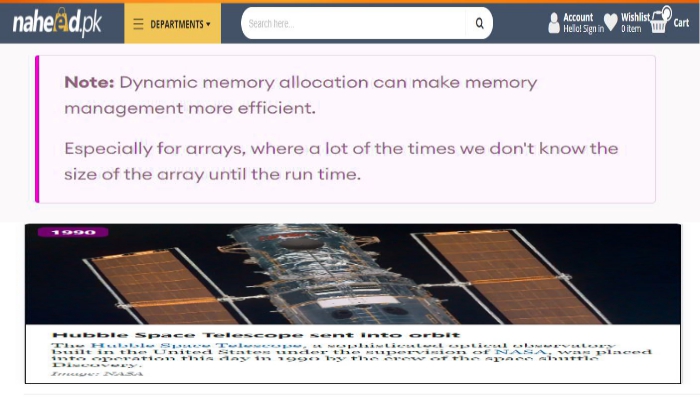 naheed.pk
DEPARTMENTS
Search here...
Account
Hello! Sign in
Wishlist
0 item
Cart
Note: Dynamic memory allocation can make memory
management more efficient.
Especially for arrays, where a lot of the times we don't know the
size of the array until the run time.
1990
Hubble Space Telescope sent into orbit
The Hubble Space Telescope, a sophisticated optical observatory
built in the United States under the supervision of NASA, was placed
into operation this day in 1990 by the crew of the space shuttle
Discovery.
Image: NASA